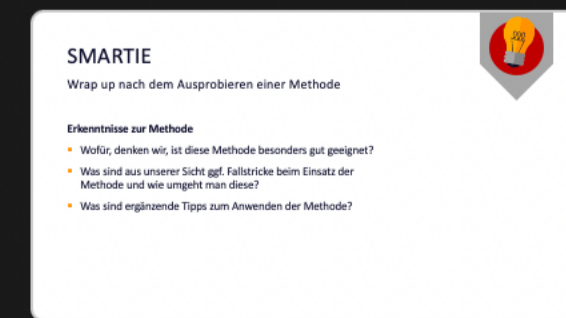 SMARTIE
Wrap up nach dem Ausprobieren einer Methode
Erkenntnisse zur Methode
Wofür, denken wir, ist diese Methode besonders gut geeignet?
Was sind aus unserer Sicht ggf. Fallstricke beim Einsatz der
Methode und wie umgeht man diese?
Was sind ergänzende Tipps zum Anwenden der Methode?